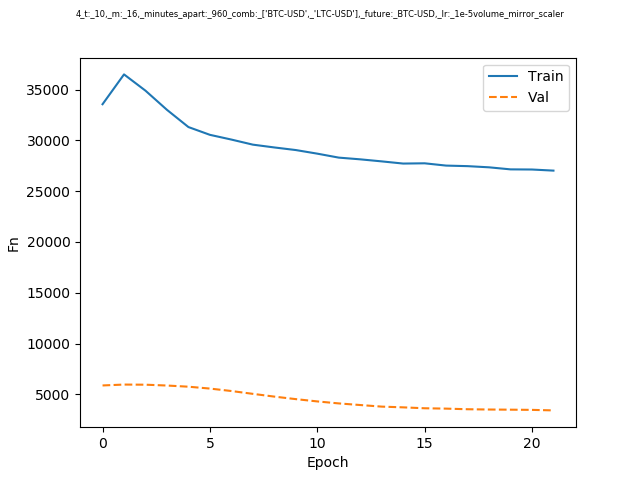 4_t:_10,_m:_16,_minutes_apart:_960_comb:_['BTC-USD',_'LTC-USD'],_future:_BTC-USD,_lr:_1e-5volume_mirror_scaler
Train
Val
35000
30000
25000
20000
15000
10000
5000
Fn
0 5 10 15 20
Epoch